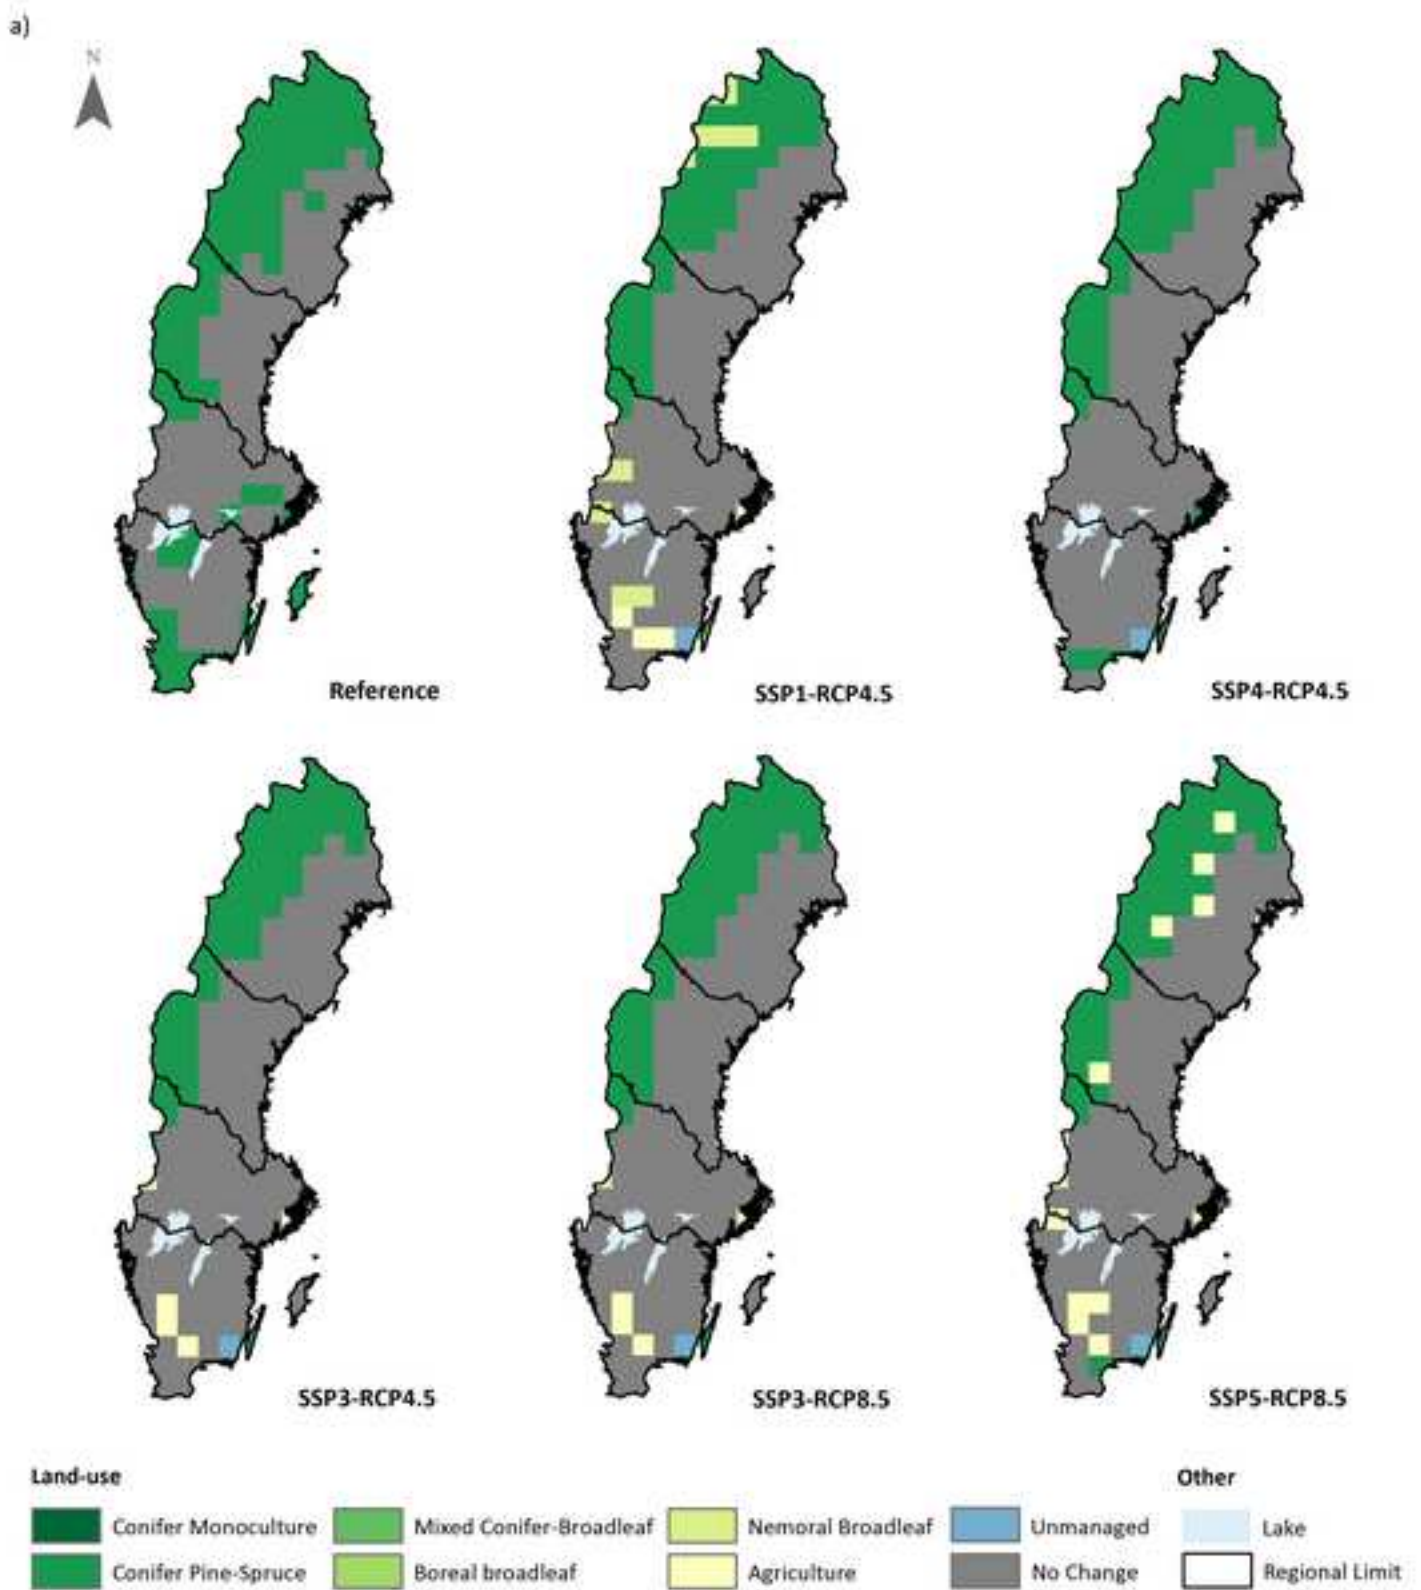 a)
N
Reference
SSP1-RCP4.5
SSP4-RCP4.5
SSP3-RCP4.5
SSP3-RCP8.5
SSP5-RCP8.5
Land-use
Other
Conifer Monoculture
Mixed Conifer-Broadleaf
Nemoral Broadleaf
Unmanaged
Lake
Conifer Pine-Spruce
Boreal broadleaf
Agriculture
No Change
Regional Limit